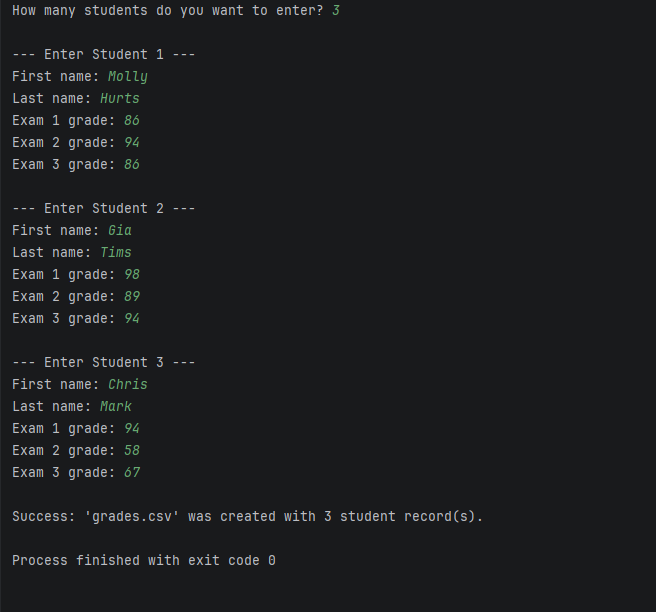 How many students do you want to enter? 3
--- Enter Student 1 ---
First name: Molly
Last name: Hurts
Exam 1 grade: 86
Exam 2 grade: 94
Exam 3 grade: 86
--- Enter Student 2 ---
First name: Gia
Last name: Tims
Exam 1 grade: 98
Exam 2 grade: 89
Exam 3 grade: 94
--- Enter Student 3 ---
First name: Chris
Last name: Mark
Exam 1 grade: 94
Exam 2 grade: 58
Exam 3 grade: 67
Success: 'grades.csv' was created with 3 student record(s).
Process finished with exit code 0